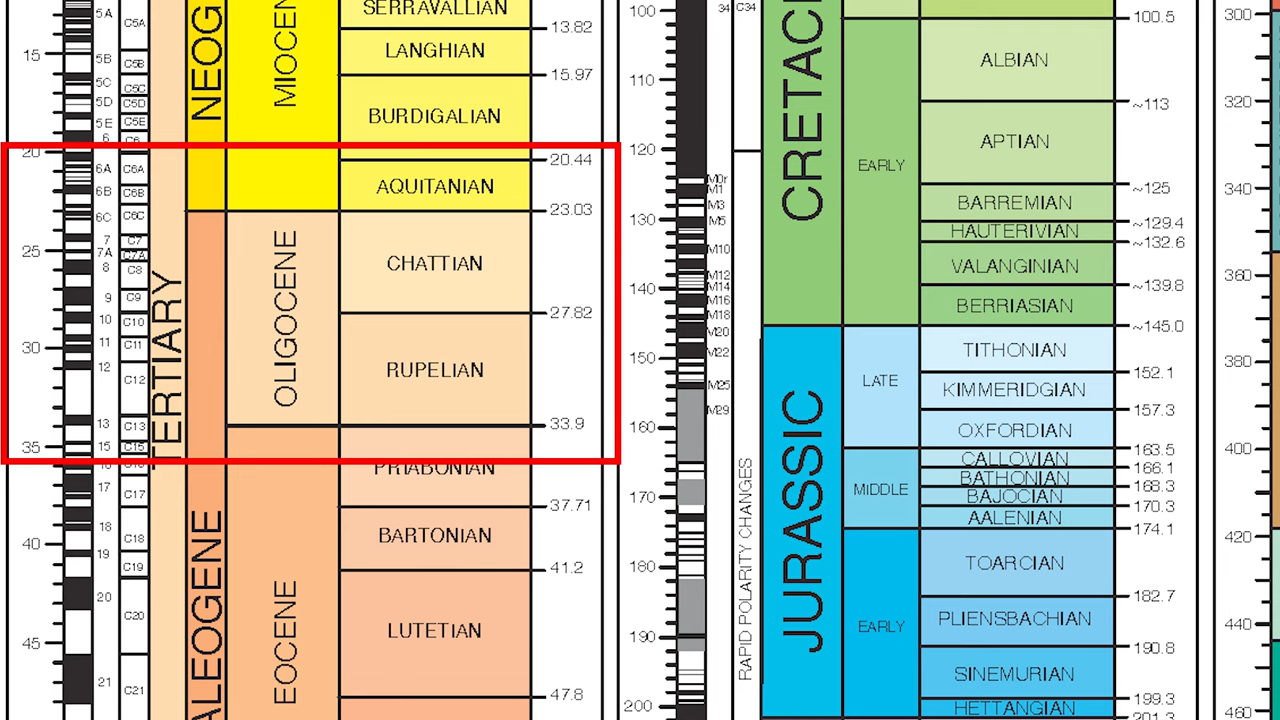 5A
C5A
15
5B
C5B
5C
C5C
5D
C5D
5E
C5E
6
C6
20
6A
C6A
6B
C6B
6C
C6C
7
C7
25
7A
C7A
8
C8
9
C9
10
C10
30
11
C11
12
C12
13
C13
35
15
C15
17
C17
18
C18
40
19
C19
20
C20
45
21
C21
TERTIARY
NEOG
ALEOGENE
MIOCEN
OLIGOCENE
EOCENE
SERRAVALLIAN
13.82
LANGHIAN
15.97
BURDIGALIAN
20.44
AQUITANIAN
23.03
CHATTIAN
27.82
RUPELIAN
33.9
PRIABONIAN
37.71
BARTONIAN
41.2
LUTETIAN
47.8
100
34
C34
110
120
M0r
M1
M3
130
M5
M10
M12
140
M14
M16
M18
M20
150
M22
M25
M29
160
170
180
190
200
RAPID POLARITY CHANGES
CRETAC
JURASSIC
EARLY
LATE
MIDDLE
EARLY
100.5
ALBIAN
~113
APTIAN
~125
BARREMIAN
~129.4
HAUTERIVIAN
~132.6
VALANGINIAN
~139.8
BERRIASIAN
~145.0
TITHONIAN
152.1
KIMMERIDGIAN
157.3
OXFORDIAN
163.5
CALLOVIAN
166.1
BATHONIAN
168.3
BAJOCIAN
170.3
AALENIAN
174.1
TOARCIAN
182.7
PLIENSBACHIAN
190.8
SINEMURIAN
199.3
HETTANGIAN
201.3
300
320
340
360
380
400
420
440
460